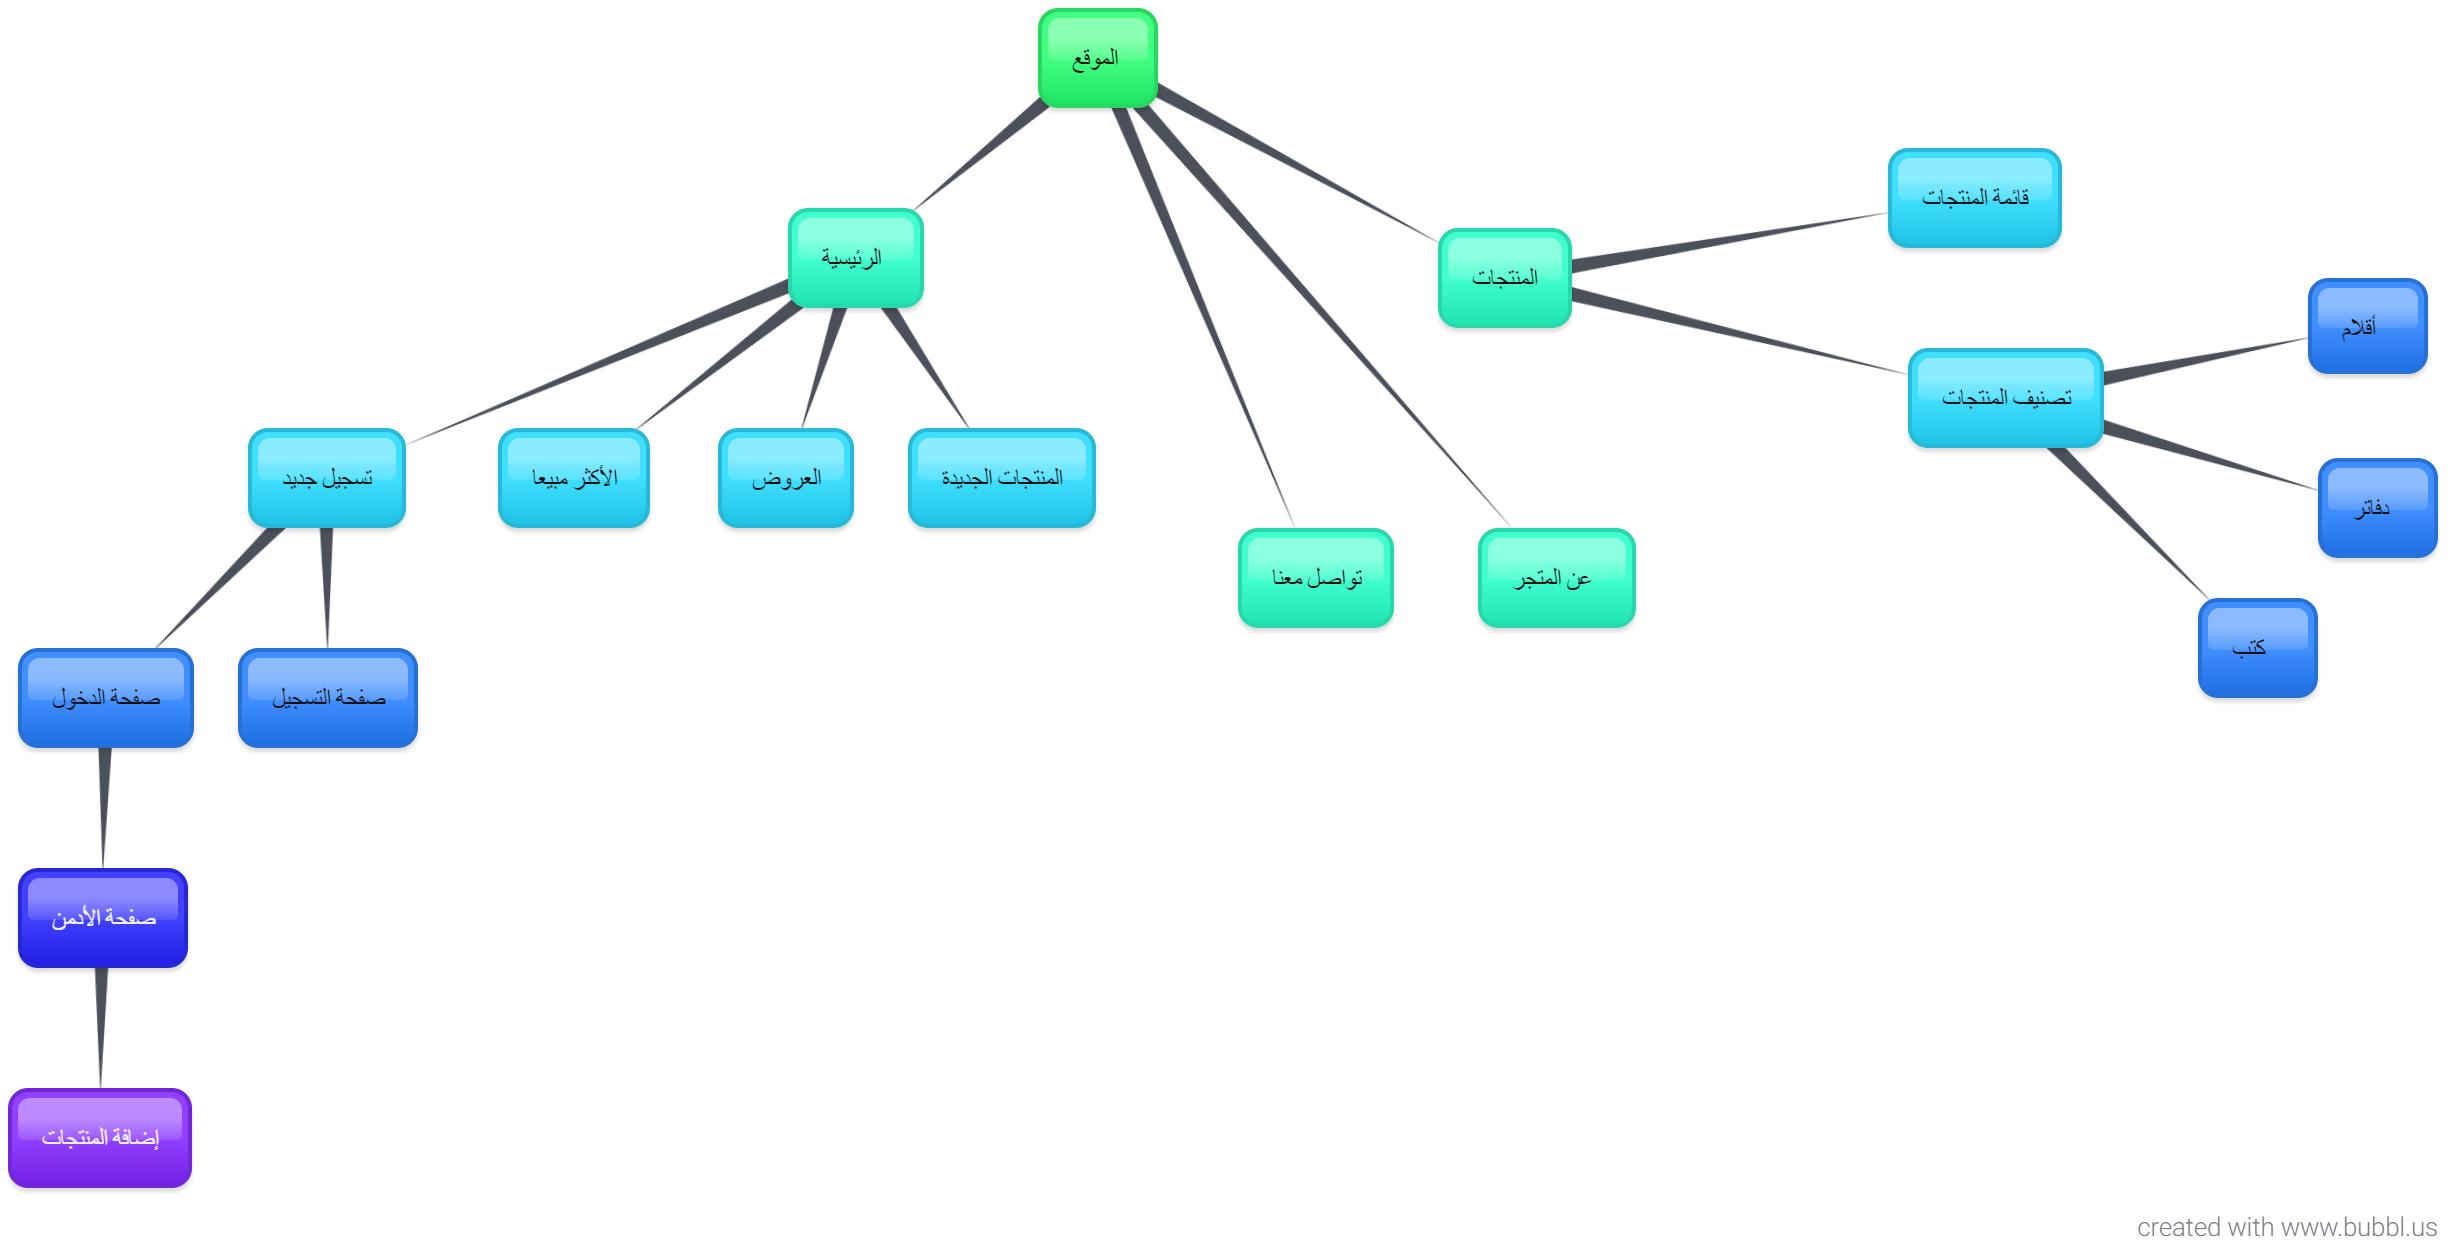 الموقع
الرئيسية
المنتجات
قائمة المنتجات
تصنيف المنتجات
أقلام
دفاتر
كتب
تسجيل جديد
الأكثر مبيعا
العروض
المنتجات الجديدة
تواصل معنا
عن المتجر
صفحة الدخول
صفحة التسجيل
صفحة الأدمن
إضافة المنتجات
created with www.bubbl.us